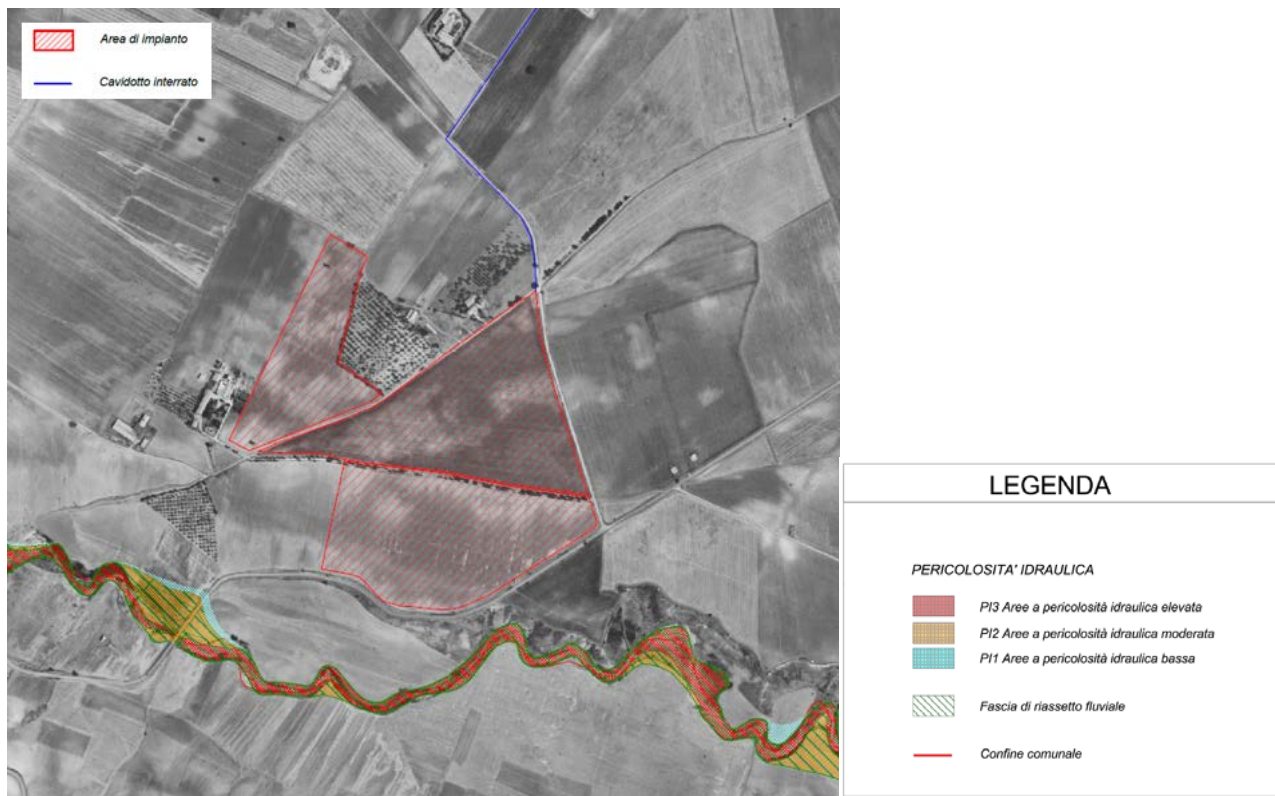 Area di impianto
Cavidotto interrato
LEGENDA
PERICOLOSITA' IDRAULICA
PI3 Aree a pericolosità idraulica elevata
PI2 Aree a pericolosità idraulica moderata
PI1 Aree a pericolosità idraulica bassa
Fascia di riassetto fluviale
Confine comunale